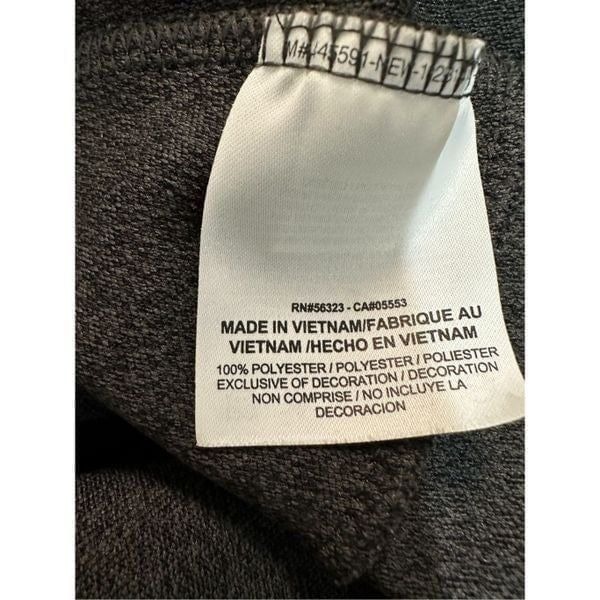 RN#56323 - CA#05553
MADE IN VIETNAM/FABRIQUE AU
VIETNAM /HECHO EN VIETNAM
100% POLYESTER / POLYESTER / POLIESTER
EXCLUSIVE OF DECORATION / DECORATION
NON COMPRISE / NO INCLUYE LA
DECORACION